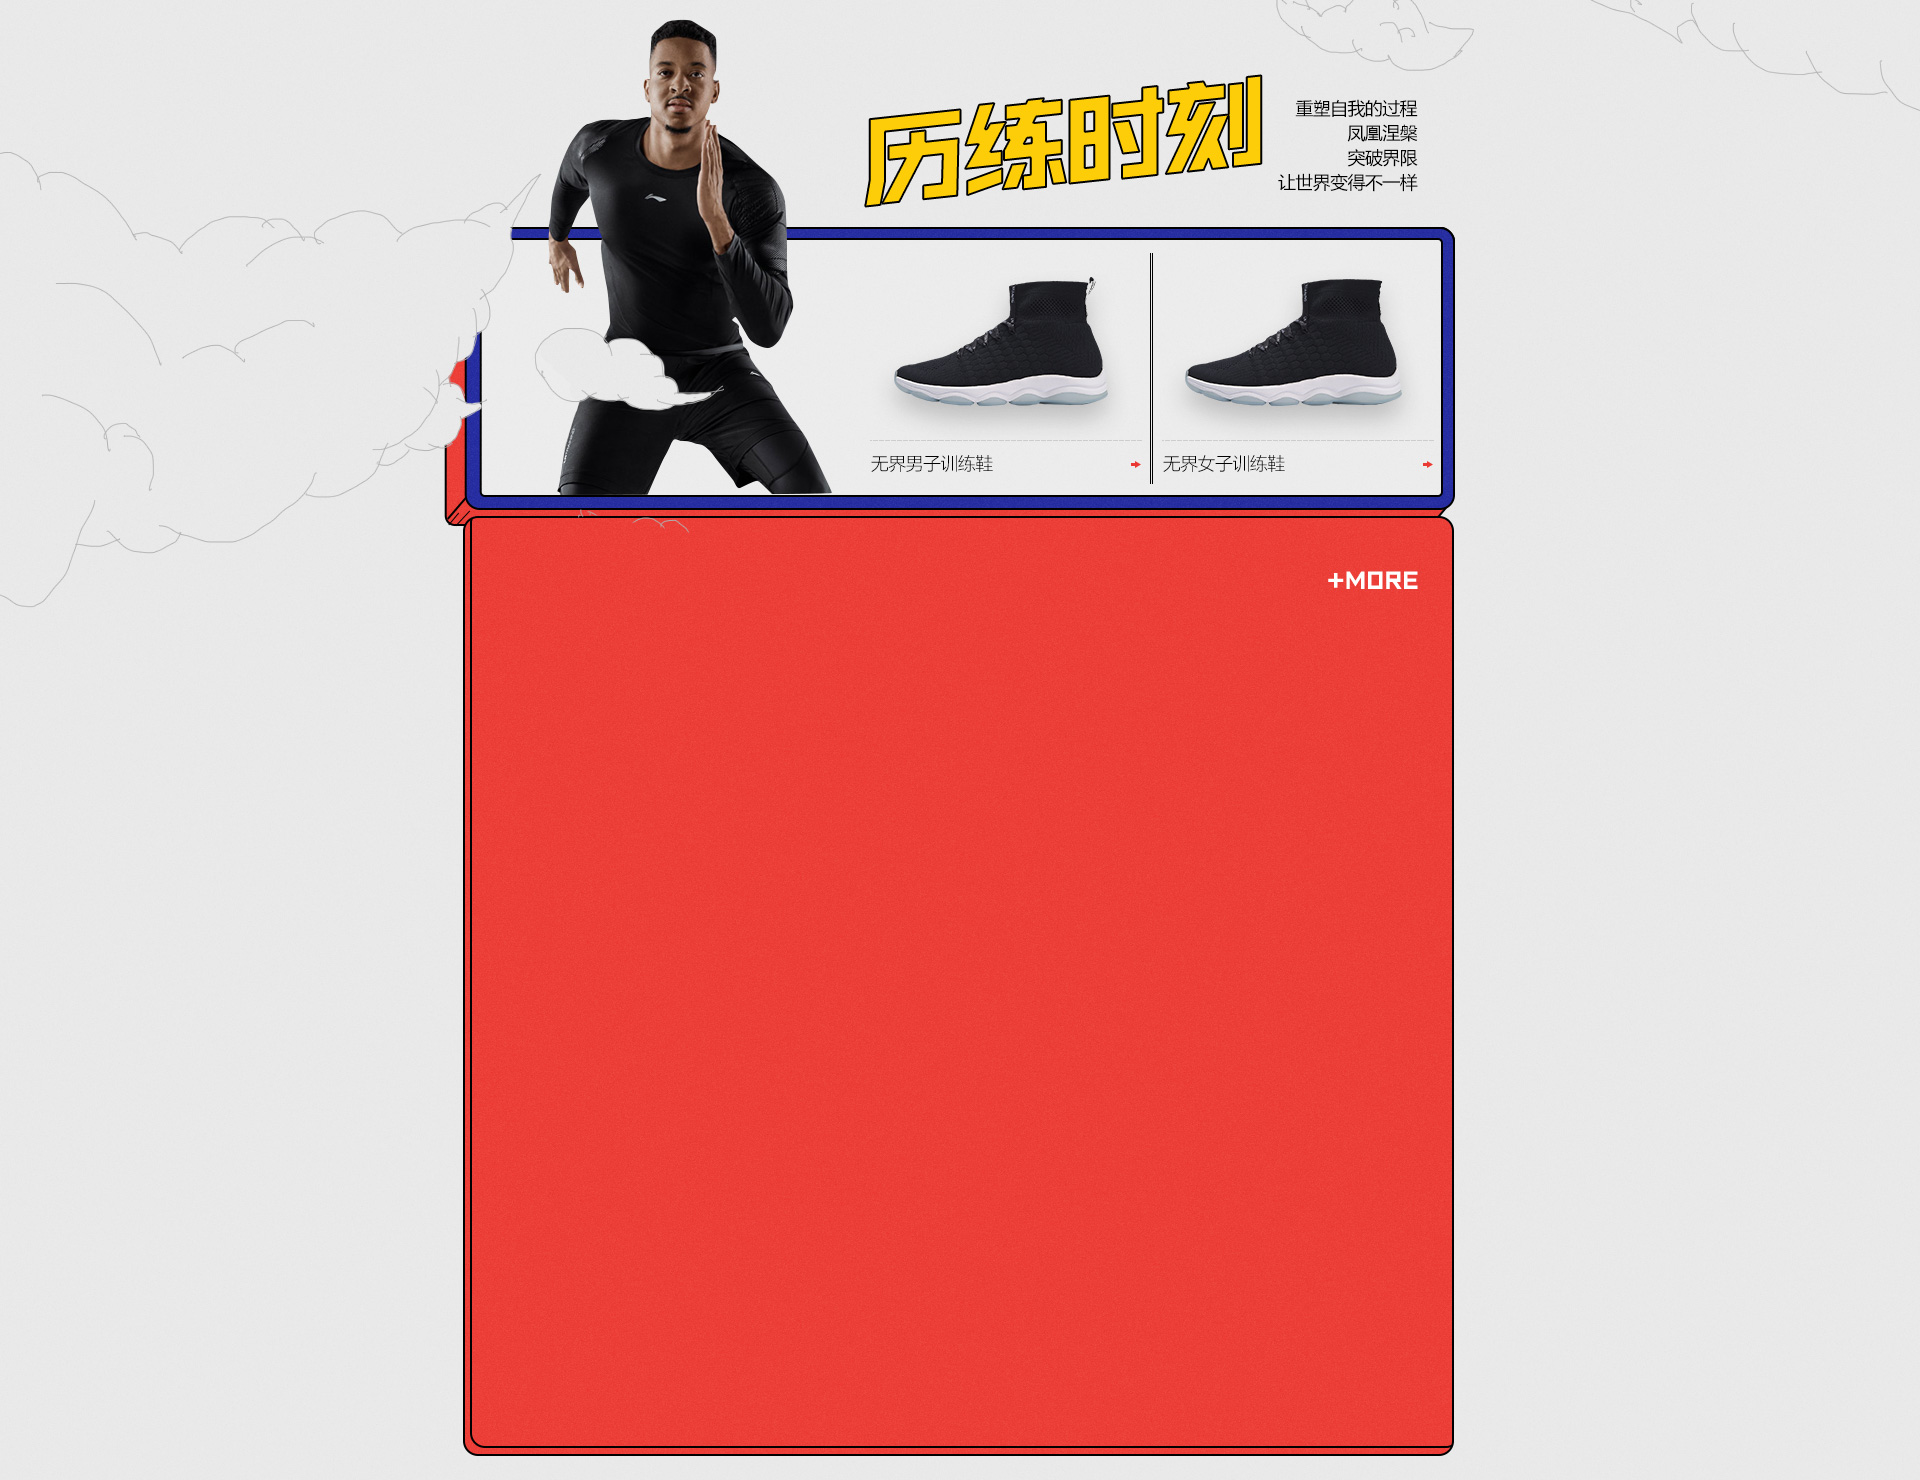 历练时刻
重塑自我的过程
凤凰涅槃
突破界限
让世界变得不一样
无界男子训练鞋
无界女子训练鞋
+MORE